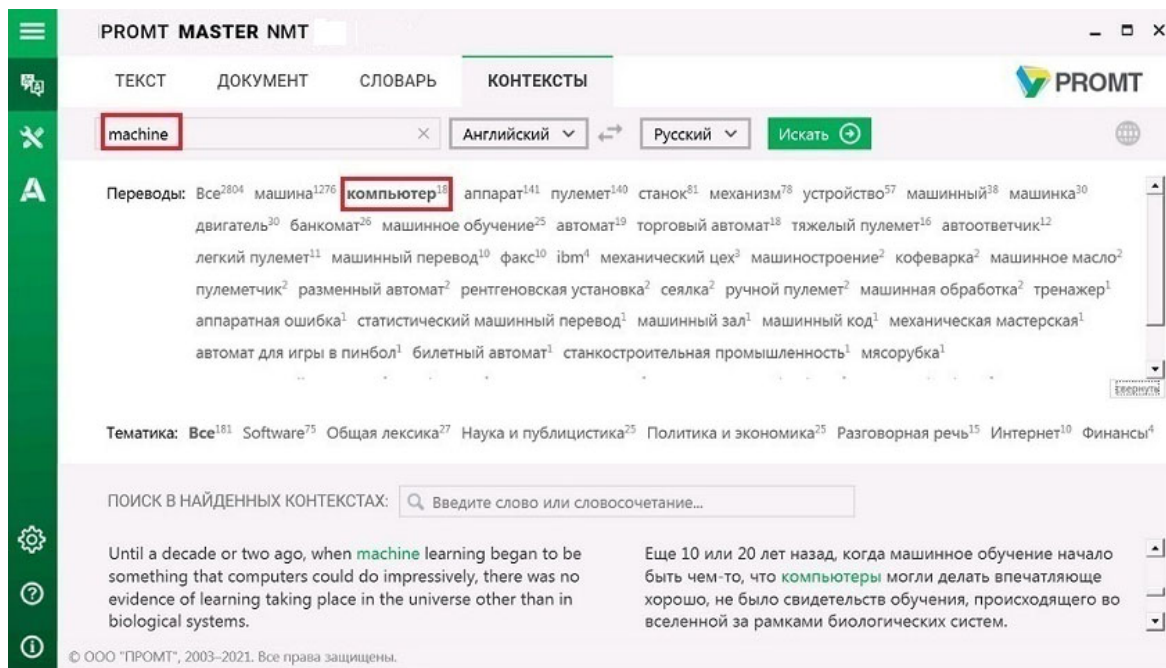 PROMT MASTER NMT
ТЕКСТ ДОКУМЕНТ СЛОВАРЬ КОНТЕКСТЫ PROMT
machine Английский Русский Искать
Переводы: Все2804 машина1276 компьютер18 аппарат141 пулемет140 станок81 механизм78 устройство57 машинный38 машинка30
двигатель30 банкомат26 машинное обучение25 автомат19 торговый автомат18 тяжелый пулемет16 автоответчик12
легкий пулемет11 машинный перевод10 факс10 ibm4 механический цех3 машиностроение2 кофеварка2 машинное масло2
пулеметчик2 разменный автомат2 рентгеновская установка2 сеялка2 ручной пулемет2 машинная обработка2 тренажер1
аппаратная ошибка1 статистический машинный перевод1 машинный зал1 машинный код1 механическая мастерская1
автомат для игры в пинбол1 билетный автомат1 станкостроительная промышленность1 мясорубка1
свернуть
Тематика: Все181 Software75 Общая лексика27 Наука и публицистика25 Политика и экономика25 Разговорная речь15 Интернет10 Финансы4
ПОИСК В НАЙДЕННЫХ КОНТЕКСТАХ: Введите слово или словосочетание...
Until a decade or two ago, when machine learning began to be
something that computers could do impressively, there was no
evidence of learning taking place in the universe other than in
biological systems.
Еще 10 или 20 лет назад, когда машинное обучение начало
быть чем-то, что компьютеры могли делать впечатляюще
хорошо, не было свидетельств обучения, происходящего во
вселенной за рамками биологических систем.
© ООО "ПРОМТ", 2003–2021. Все права защищены.